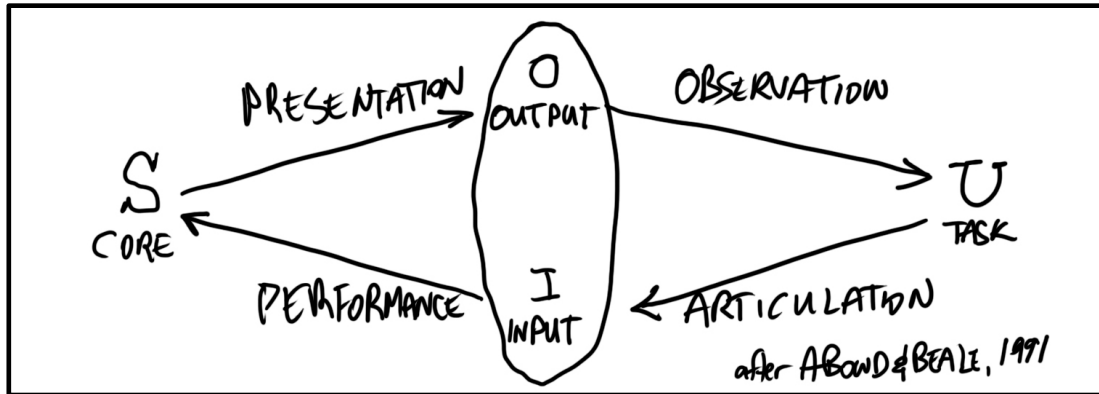 O
PRESENTATION
OUTPUT
OBSERVATION
S
CORE
U
TASK
PERFORMANCE
I
INPUT
ARTICULATION
after ABOWD & BEALE, 1991